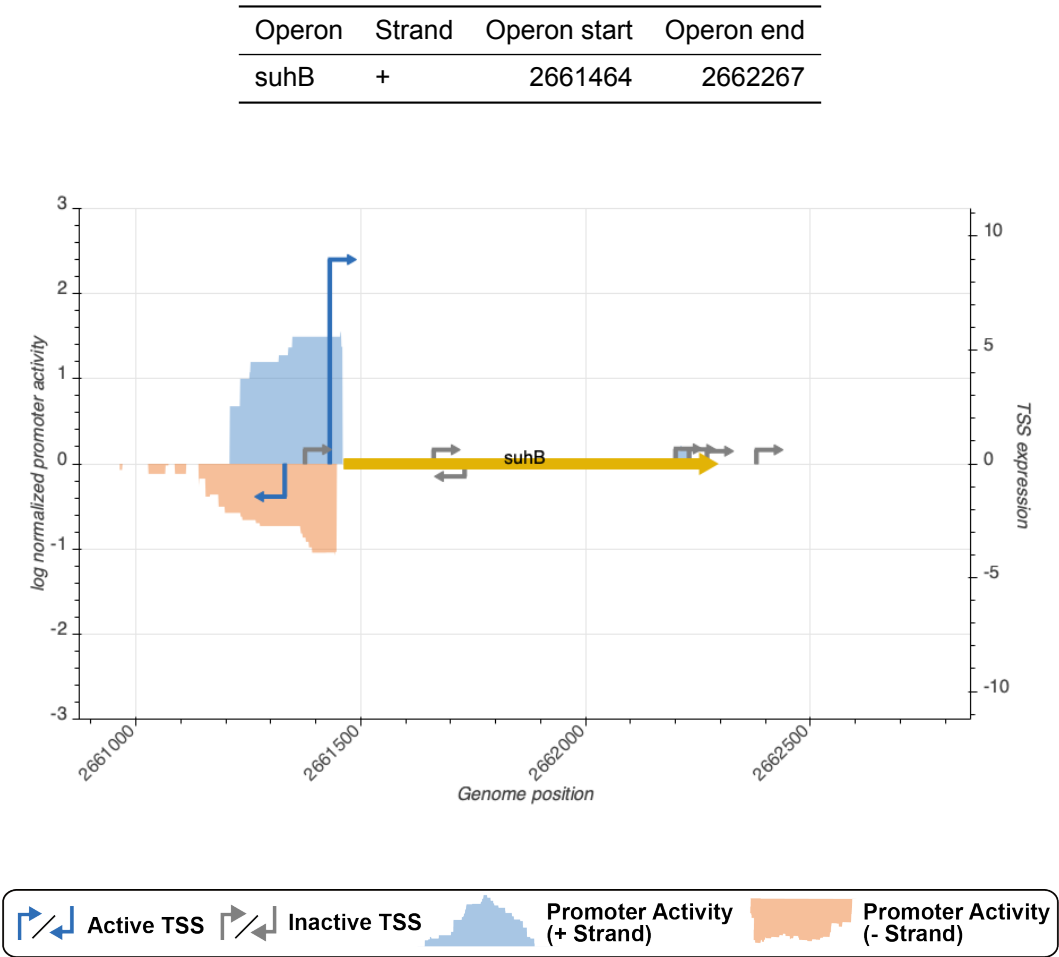 Operon Strand Operon start Operon end
suhB + 2661464 2662267
3
2
1
0
-1
-2
-3
log normalized promoter activity
10
5
0
-5
-10
TSS expression
suhB
2661000 2661500 2662000 2662500
Genome position
Active TSS Inactive TSS
Promoter Activity
(+ Strand)
Promoter Activity
(- Strand)